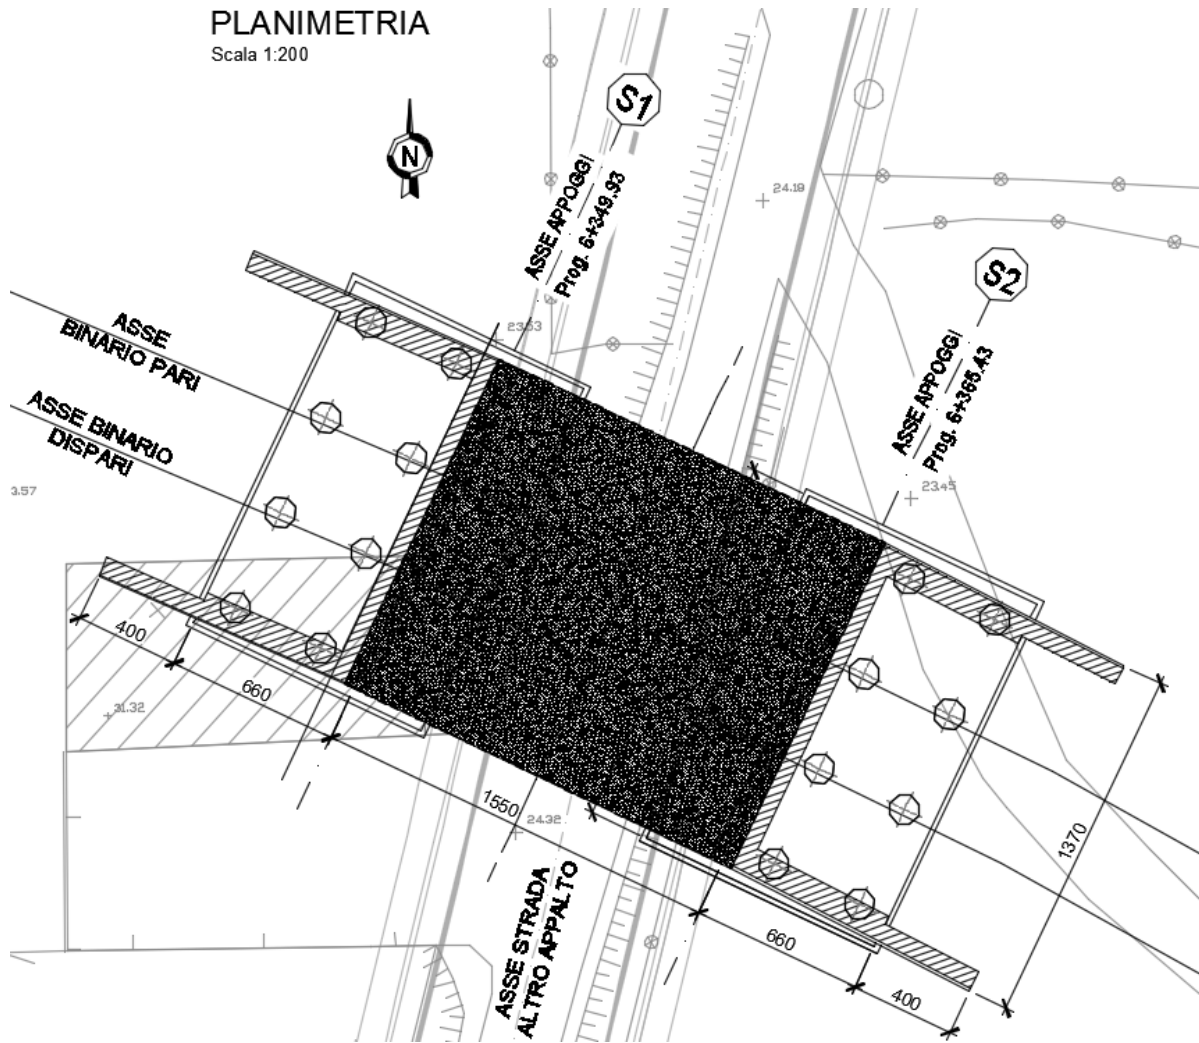 PLANIMETRIA
Scala 1:200
N
S1
ASSE APPOGGI
Prog. 6+349.93
24.19
S2
ASSE APPOGGI
Prog. 6+365.43
23.53
23.45
ASSE
BINARIO PARI
ASSE BINARIO
DISPARI
3.57
31.32
24.32
400
660
1550
660
400
1370
ASSE STRADA
ALTRO APPALTO